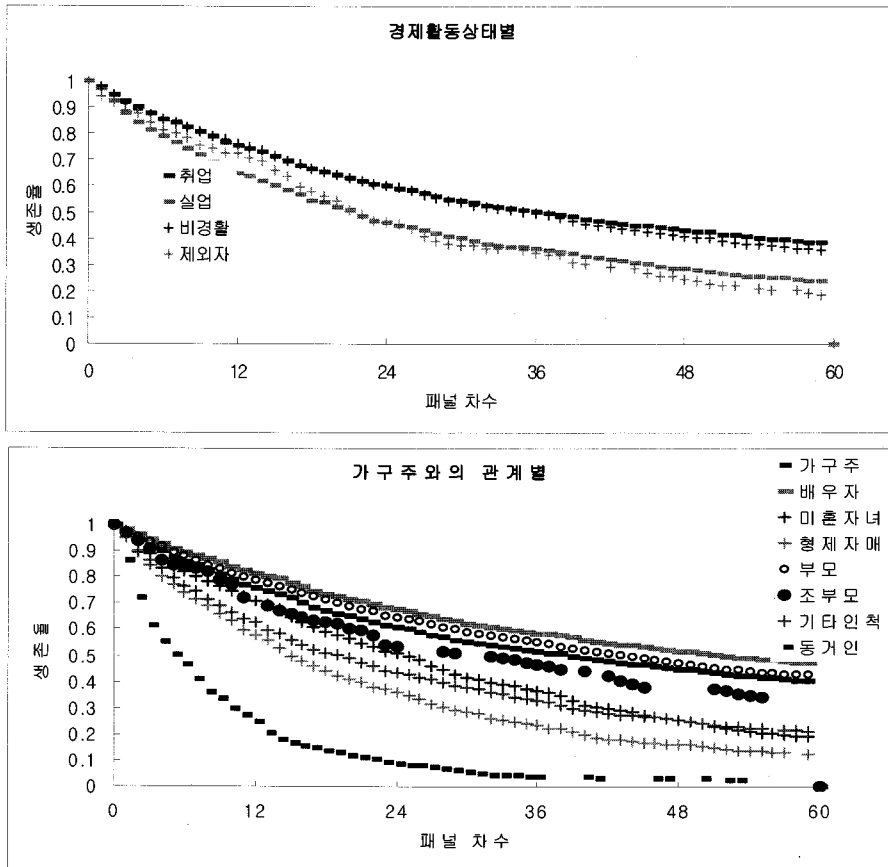 경제활동상태별
1
0.9
0.8
0.7
0.6
0.5
0.4
0.3
0.2
0.1
0
생존율
취업
실업
비경활
제외자
0 12 24 36 48 60
패널 차수
가구주와의 관계별
가구주
배우자
미혼자녀
형제자매
부모
조부모
기타인척
동거인
1
0.9
0.8
0.7
0.6
0.5
0.4
0.3
0.2
0.1
0
생존율
0 12 24 36 48 60
패널 차수